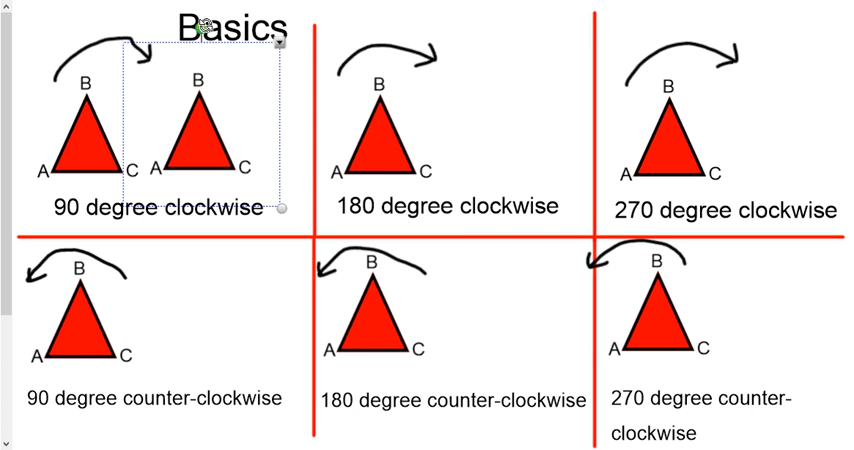 Basics
B
B
A
C
A
C
90 degree clockwise
B
A
C
180 degree clockwise
B
A
C
270 degree clockwise
B
A
C
90 degree counter-clockwise
B
A
C
180 degree counter-clockwise
B
A
C
270 degree counter-
clockwise